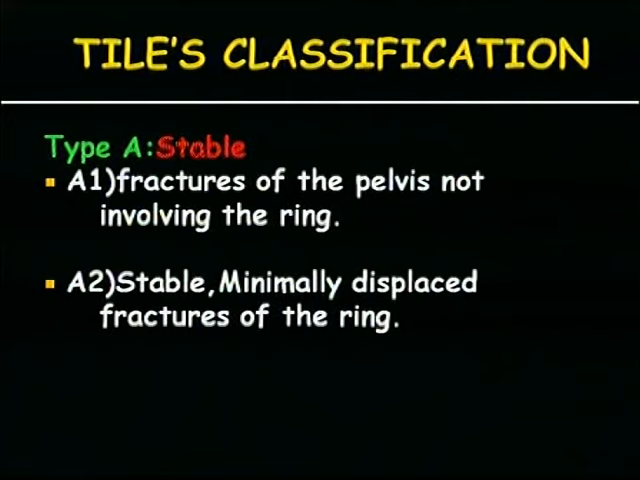 TILE'S CLASSIFICATION
Type A:Stable
A1)fractures of the pelvis not
involving the ring.
A2)Stable,Minimally displaced
fractures of the ring.